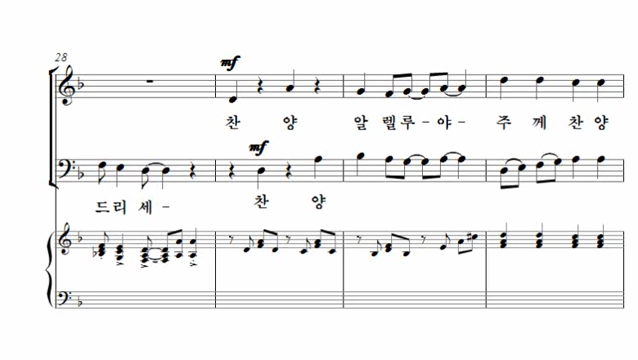 28
mf
찬 양 알 렐루-야- 주 께 찬 양
mf
드리 세- 찬 양